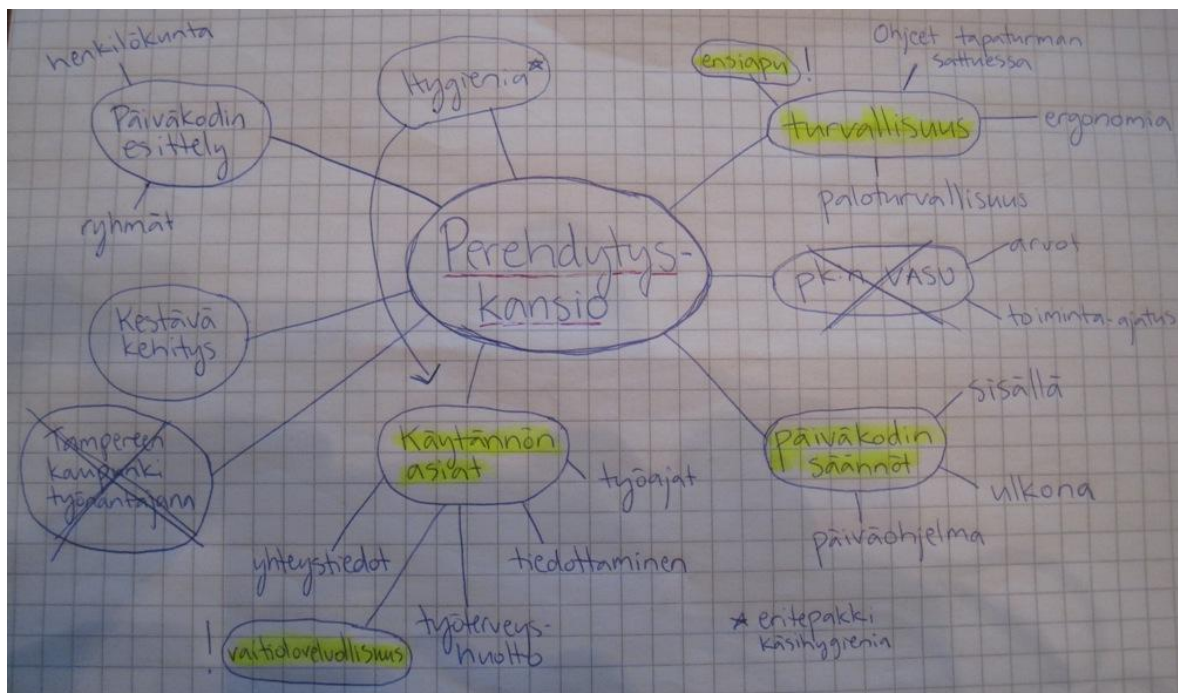 henkilökunta
Päiväkodin
esittely
ryhmät
Hygienia*
ensiapu !
Ohjeet tapaturman
sattuessa
turvallisuus
ergonomia
paloturvallisuus
Perehdytys-
kansio
pk:n VASU
arvot
toiminta-ajatus
Kestävä
kehitys
Tampereen
kaupunki
työnantajana
Käytännön
asiat
työajat
yhteystiedot
tiedottaminen
! vaitiolovelvollisuus
työterveys-
huolto
päiväkodin
säännöt
sisällä
ulkona
päiväohjelma
* eritepakki
käsihygienia